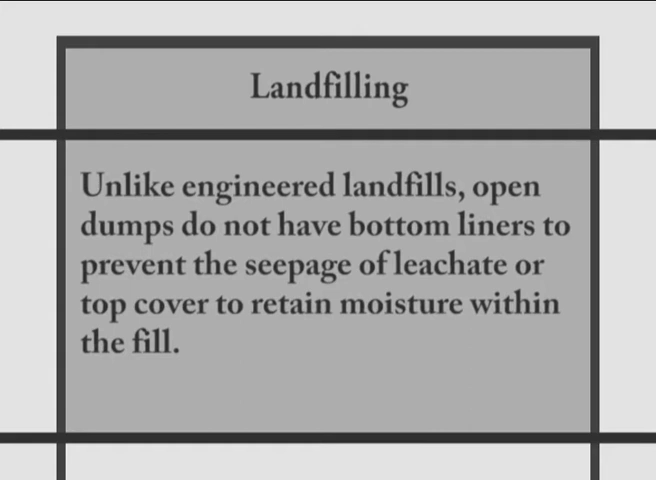 Landfilling
Unlike engineered landfills, open
dumps do not have bottom liners to
prevent the seepage of leachate or
top cover to retain moisture within
the fill.